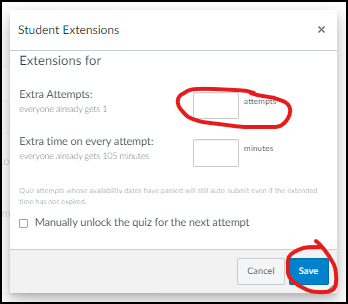 Student Extensions ×
Extensions for
Extra Attempts:
everyone already gets 1
attempts
Extra time on every attempt:
everyone already gets 105 minutes
minutes
Quiz attempts whose availability dates have passed will still auto-submit even if the extended
time has not expired.
Manually unlock the quiz for the next attempt
Cancel Save